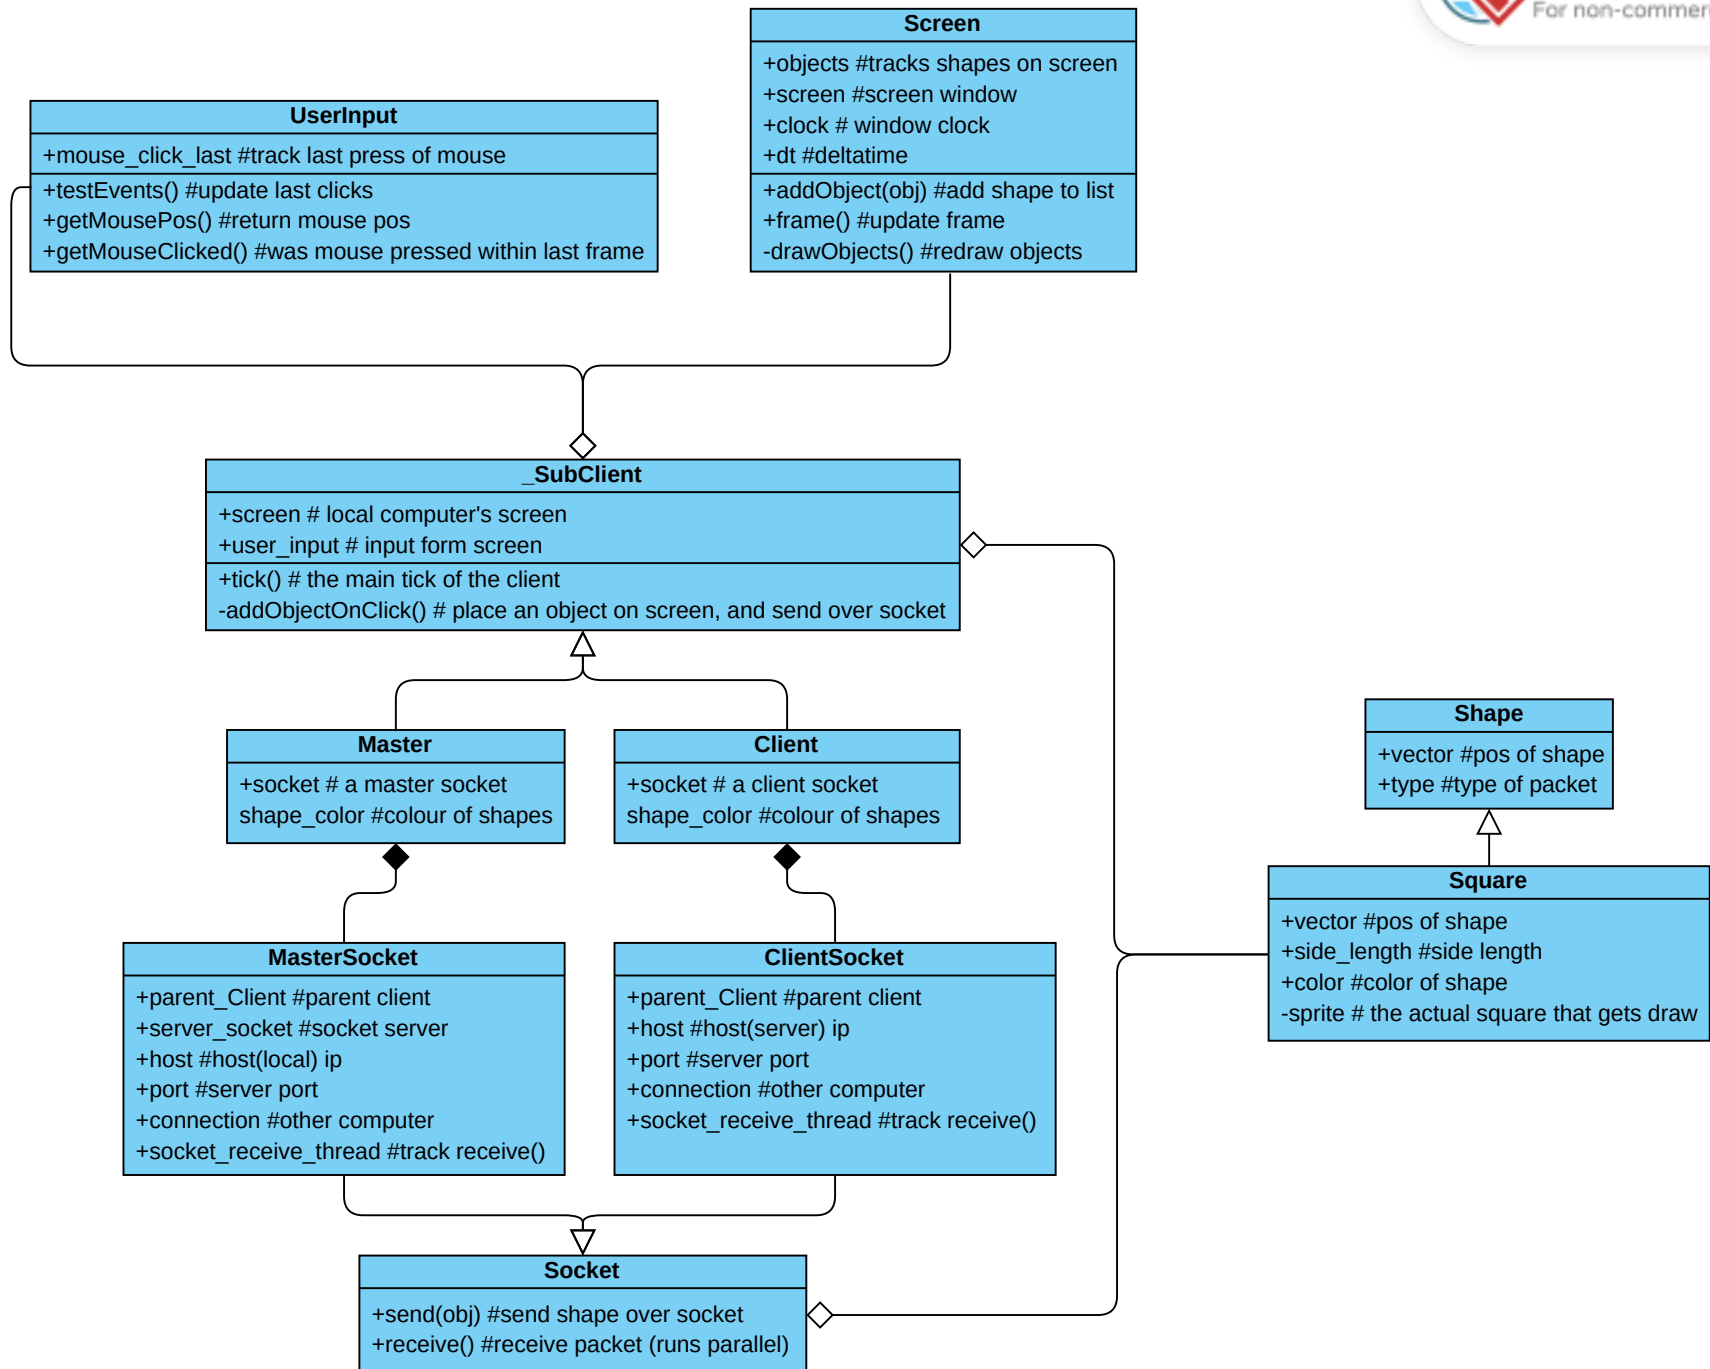 For non-commer
Screen
+objects #tracks shapes on screen
+screen #screen window
+clock # window clock
+dt #deltatime
+addObject(obj) #add shape to list
+frame() #update frame
-drawObjects() #redraw objects
UserInput
+mouse_click_last #track last press of mouse
+testEvents() #update last clicks
+getMousePos() #return mouse pos
+getMouseClicked() #was mouse pressed within last frame
_SubClient
+screen # local computer's screen
+user_input # input form screen
+tick() # the main tick of the client
-addObjectOnClick() # place an object on screen, and send over socket
Master
+socket # a master socket
shape_color #colour of shapes
Client
+socket # a client socket
shape_color #colour of shapes
Shape
+vector #pos of shape
+type #type of packet
Square
+vector #pos of shape
+side_length #side length
+color #color of shape
-sprite # the actual square that gets draw
MasterSocket
+parent_Client #parent client
+server_socket #socket server
+host #host(local) ip
+port #server port
+connection #other computer
+socket_receive_thread #track receive()
ClientSocket
+parent_Client #parent client
+host #host(server) ip
+port #server port
+connection #other computer
+socket_receive_thread #track receive()
Socket
+send(obj) #send shape over socket
+receive() #receive packet (runs parallel)